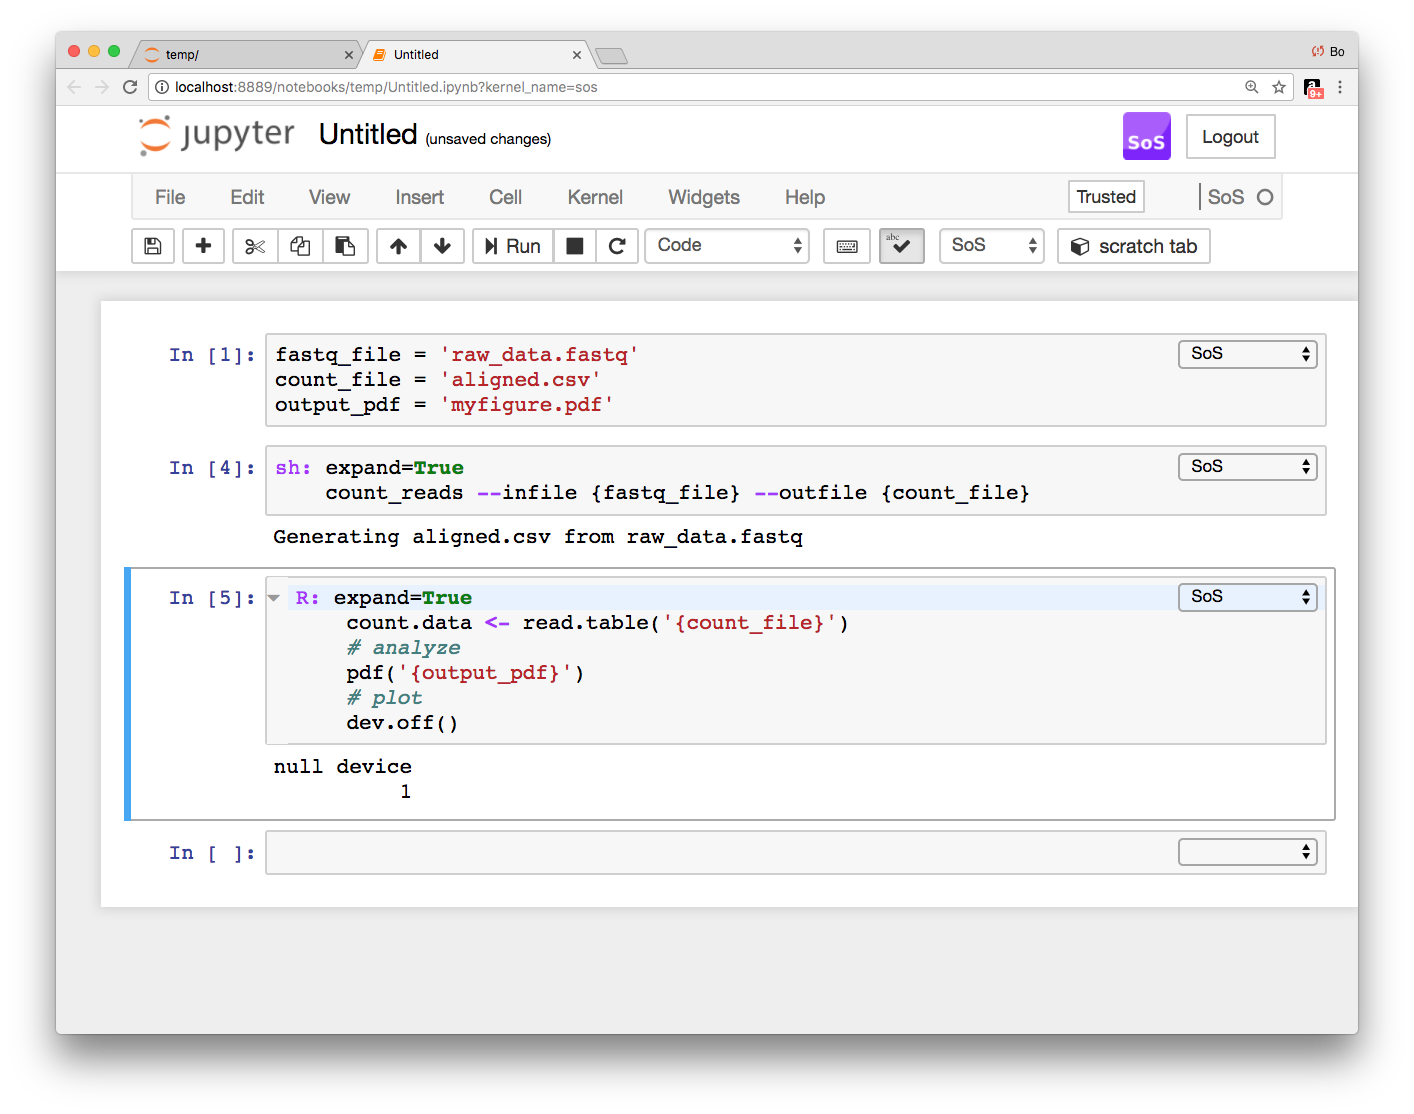 temp/
Untitled
Bo
localhost:8889/notebooks/temp/Untitled.ipynb?kernel_name=sos
a
9+
jupyter Untitled (unsaved changes)
SoS
Logout
File Edit View Insert Cell Kernel Widgets Help
Trusted
SoS
Run
Code
abc
SoS
scratch tab
In [1]:
fastq_file = 'raw_data.fastq'
SoS
count_file = 'aligned.csv'
output_pdf = 'myfigure.pdf'
In [4]:
sh: expand=True
SoS
count_reads --infile {fastq_file} --outfile {count_file}
Generating aligned.csv from raw_data.fastq
In [5]:
R: expand=True
SoS
count.data <- read.table('{count_file}')
# analyze
pdf('{output_pdf}')
# plot
dev.off()
null device
1
In [ ]: